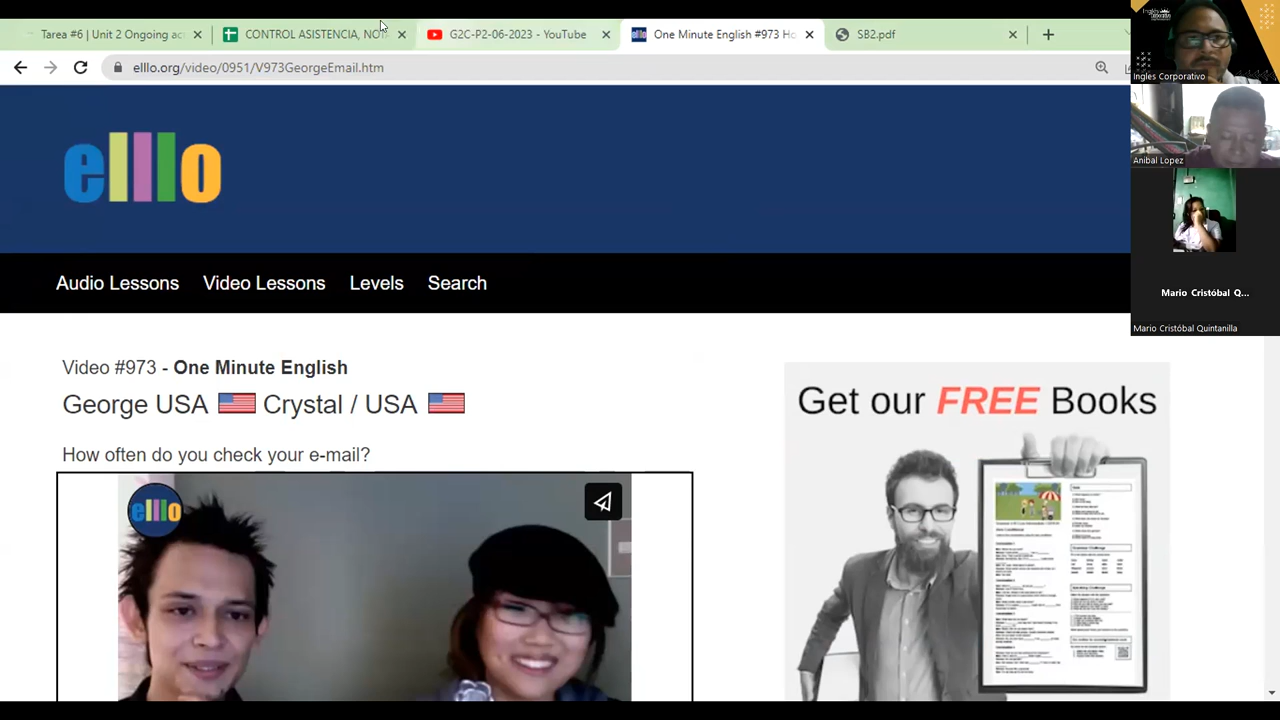 Tarea #6 | Unit 2 Ongoing ac
CONTROL ASISTENCIA, NOT
G2C-P2-06-2023 - YouTube
One Minute English #973 Ho
SB2.pdf
elllo.org/video/0951/V973GeorgeEmail.htm
elllo
Audio Lessons
Video Lessons
Levels
Search
Video #973 - One Minute English
George USA Crystal / USA
How often do you check your e-mail?
elllo
Get our FREE Books
Inglés
Ingles Corporativo
Anibal Lopez
Mario Cristóbal Q...
Mario Cristóbal Quintanilla